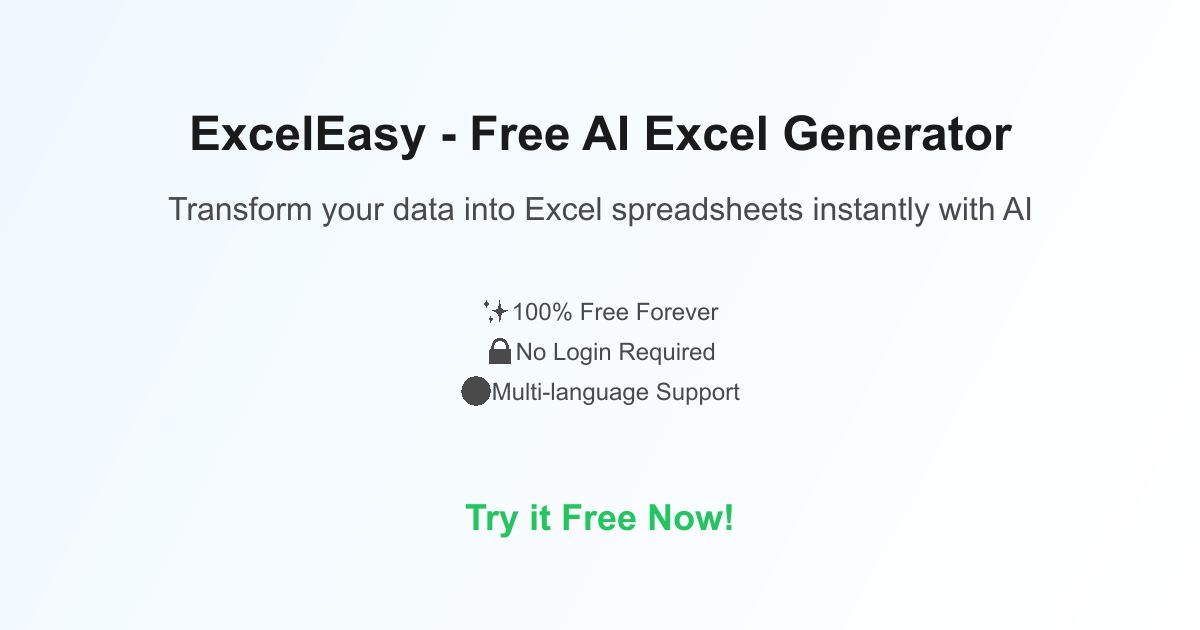 ExcelEasy - Free AI Excel Generator
Transform your data into Excel spreadsheets instantly with AI
100% Free Forever
No Login Required
Multi-language Support
Try it Free Now!